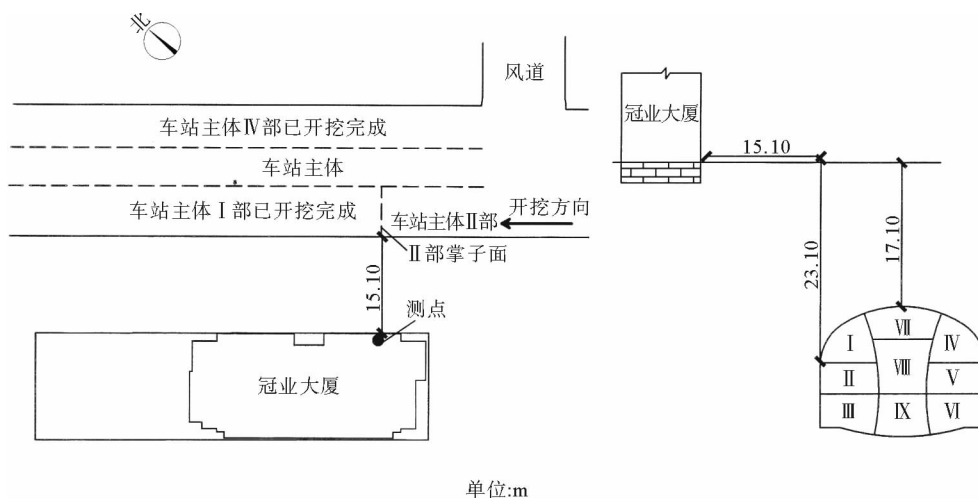 北
风道
车站主体Ⅳ部已开挖完成
车站主体
车站主体Ⅰ部已开挖完成
车站主体Ⅱ部
开挖方向
Ⅱ部掌子面
15.10
测点
冠业大厦
冠业大厦
15.10
23.10
17.10
Ⅰ
Ⅶ
Ⅳ
Ⅱ
Ⅷ
Ⅴ
Ⅲ
Ⅸ
Ⅵ
单位:m